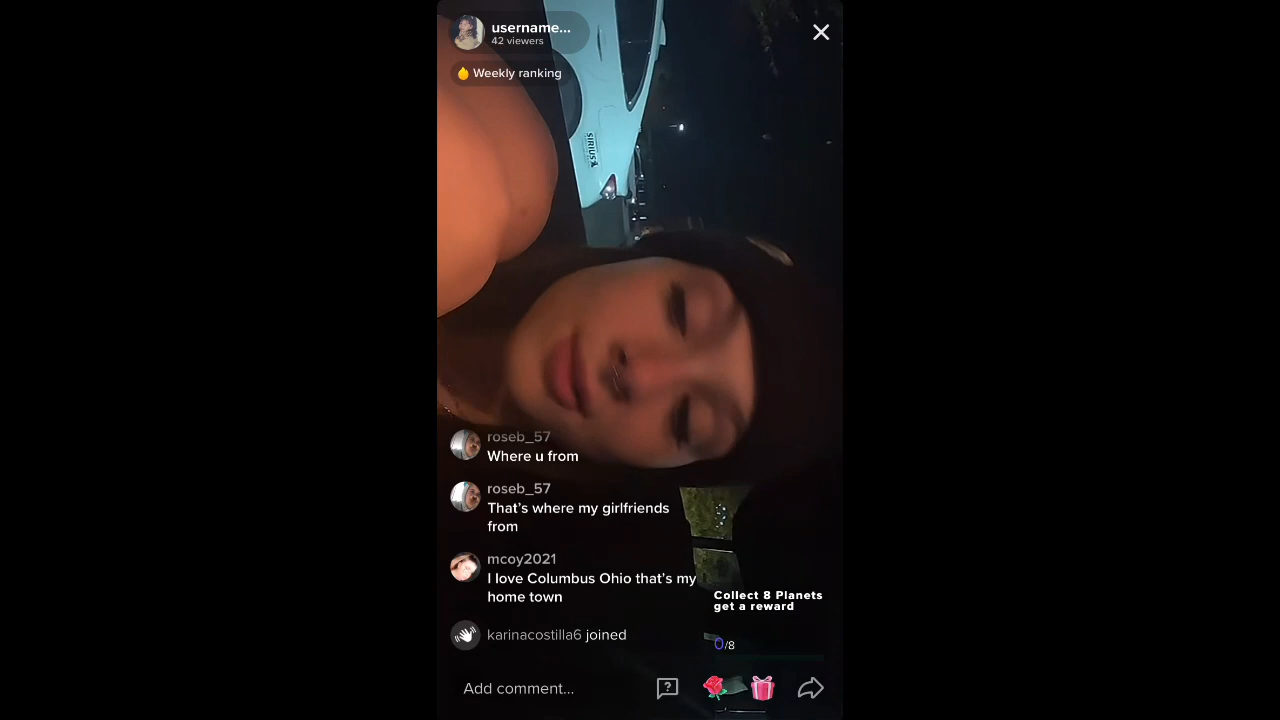 username...
42 viewers
Weekly ranking
SIRIUS
roseb_57
Where u from
roseb_57
That's where my girlfriends
from
mcoy2021
I love Columbus Ohio that's my
home town
karinacostilla6 joined
Collect 8 Planets
get a reward
0/8
Add comment...